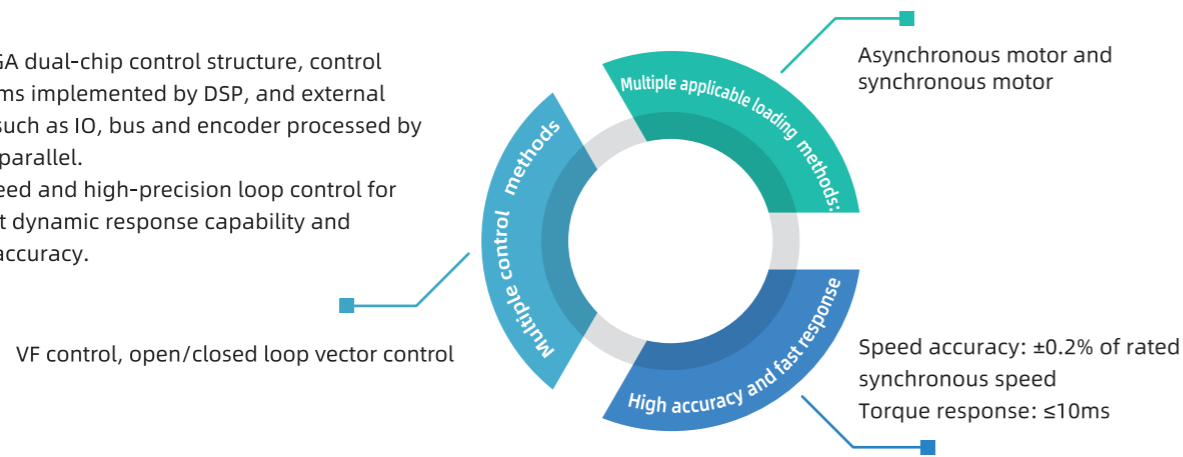 GA dual-chip control structure, control
ms implemented by DSP, and external
such as IO, bus and encoder processed by
parallel.
eed and high-precision loop control for
t dynamic response capability and
accuracy.
VF control, open/closed loop vector control
Multiple control methods
Multiple applicable loading methods:
Asynchronous motor and
synchronous motor
High accuracy and fast response
Speed accuracy: ±0.2% of rated
synchronous speed
Torque response: ≤10ms